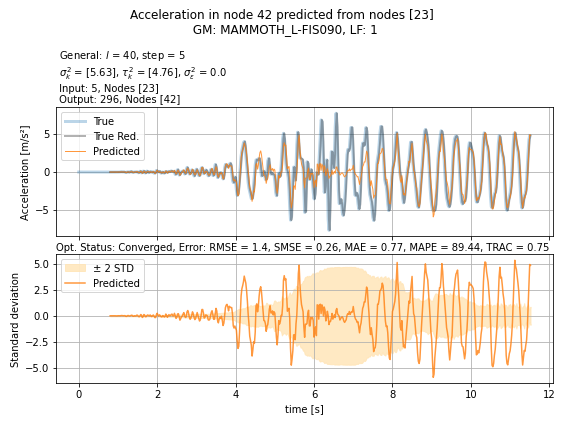 Acceleration in node 42 predicted from nodes [23]
GM: MAMMOTH_L-FIS090, LF: 1
General: l = 40, step = 5
σ²ₖ = [5.63], τ²ₖ = [4.76], σ²ε = 0.0
Input: 5, Nodes [23]
Output: 296, Nodes [42]
True
True Red.
Predicted
Acceleration [m/s²]
5
0
−5
Opt. Status: Converged, Error: RMSE = 1.4, SMSE = 0.26, MAE = 0.77, MAPE = 89.44, TRAC = 0.75
± 2 STD
Predicted
Standard deviation
5.0
2.5
0.0
−2.5
−5.0
0 2 4 6 8 10 12
time [s]